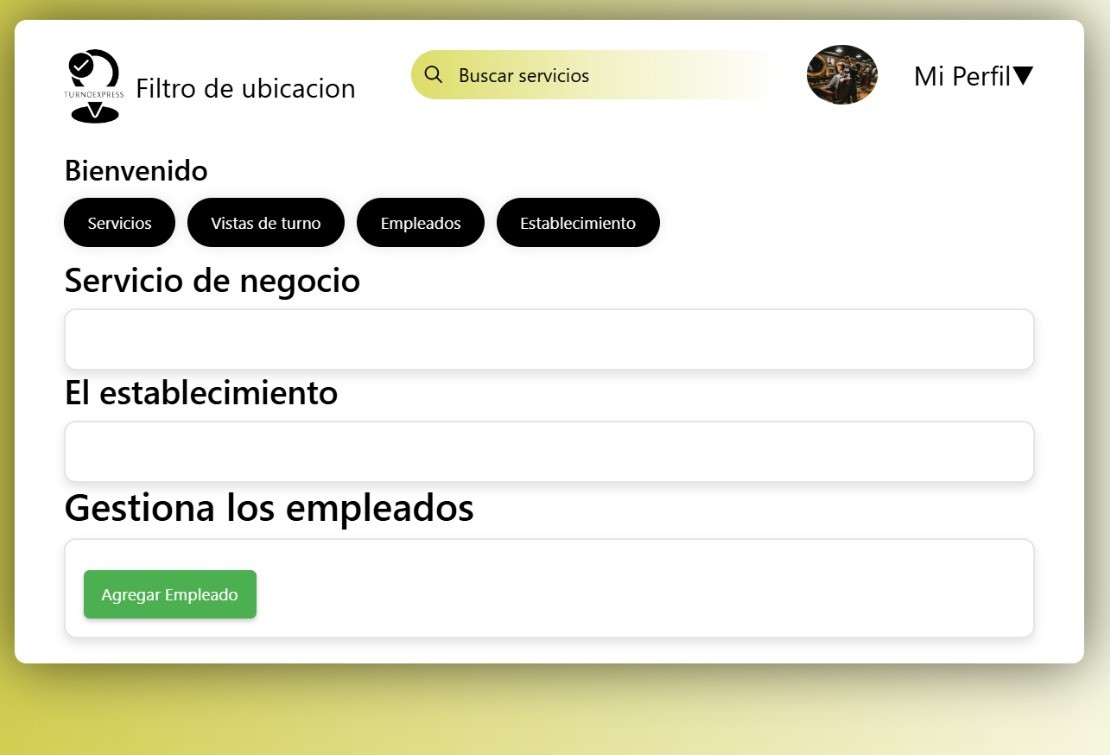 TURNOEXPRESS
Filtro de ubicacion
Buscar servicios
Mi Perfil▼
Bienvenido
Servicios
Vistas de turno
Empleados
Establecimiento
Servicio de negocio
El establecimiento
Gestiona los empleados
Agregar Empleado